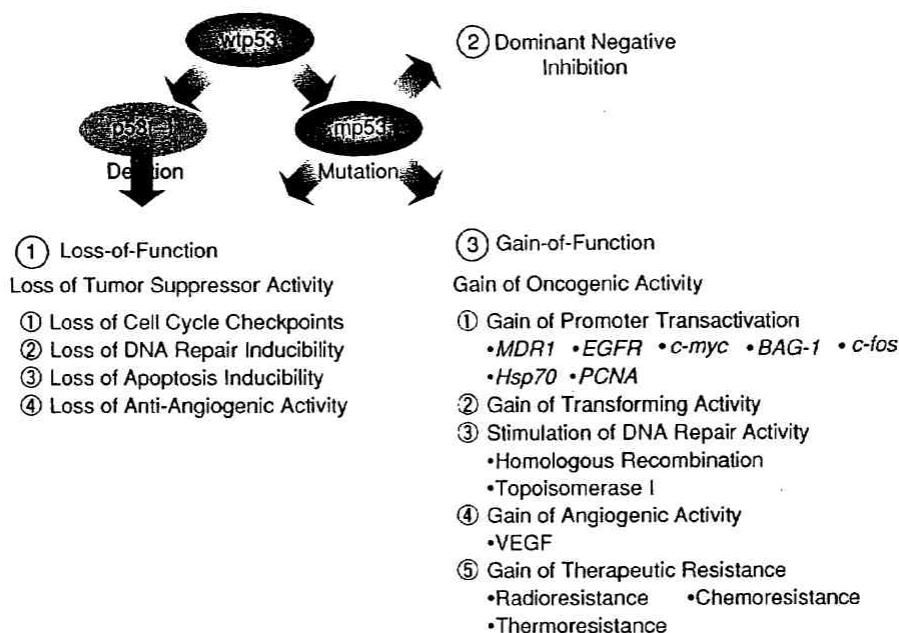 wtp53
② Dominant Negative
Inhibition
p53(−)
mp53
Deletion
Mutation
① Loss-of-Function
Loss of Tumor Suppressor Activity
① Loss of Cell Cycle Checkpoints
② Loss of DNA Repair Inducibility
③ Loss of Apoptosis Inducibility
④ Loss of Anti-Angiogenic Activity
③ Gain-of-Function
Gain of Oncogenic Activity
① Gain of Promoter Transactivation
•MDR1 •EGFR •c-myc •BAG-1 •c-fos
•Hsp70 •PCNA
② Gain of Transforming Activity
③ Stimulation of DNA Repair Activity
•Homologous Recombination
•Topoisomerase I
④ Gain of Angiogenic Activity
•VEGF
⑤ Gain of Therapeutic Resistance
•Radioresistance •Chemoresistance
•Thermoresistance